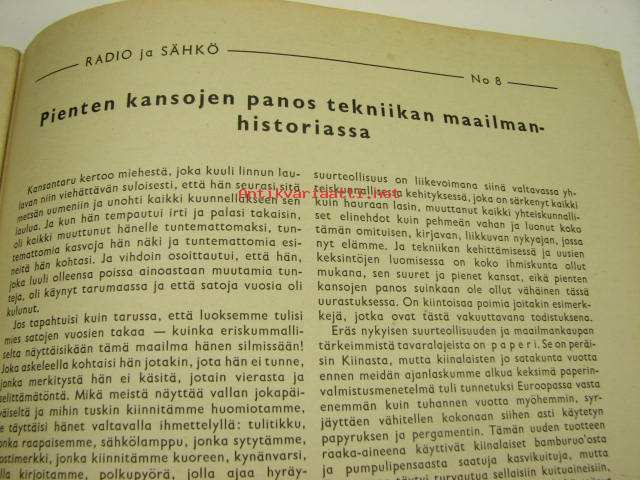 RADIO ja SÄHKÖ
No 8
Pienten kansojen panos tekniikan maailman-
historiassa
Kansantaru kertoo miehestä, joka kuuli linnun lau-
lavan niin viehättävän suloisesti, että hän seurasi sitä
metsän uumeniin ja unohti kaikki kuunnellakseen sen
laulua. Ja kun hän tempautui irti ja palasi takaisin,
oli kaikki muuttunut hänelle tuntemattomaksi, tun-
temattomia kasvoja hän näki ja tuntemattomia esi-
neitä hän kohtasi. Ja vihdoin osoittautui, että hän,
joka luuli olleensa poissa ainoastaan muutamia tun-
teja, oli käynyt tarumaassa ja että satoja vuosia oli
kulunut.
Jos tapahtuisi kuin tarussa, että luoksemme tulisi
mies satojen vuosien takaa — kuinka eriskummalli-
selta näyttäisikään tämä maailma hänen silmissään!
Joka askeleella kohtaisi hän jotakin, jota hän ei tunne,
jonka merkitystä hän ei käsitä, jotain vierasta ja
selittämätöntä. Mikä meistä näyttää vallan jokapäi-
väiseltä ja mihin tuskin kiinnitämme huomiotamme,
e täyttäisi hänet valtavalla ihmettelyllä: tulitikku,
onka raapaisemme, sähkölamppu, jonka sytytämme,
ontti, jonka kiinnitämme kuoreen, kynänvarsi,
lla kirjoitamme, polkupyörä, jolla ajaa hyräy-
suurteollisuus on liikevoimana siinä valtavassa yh-
teiskunnallisessa kehityksessä, joka on särkenyt kaikki
kuin hauraan lasin, muuttanut kaikki yhteiskunnalli-
set elinehdot kuin pehmeän vahan ja luonut koko
tämän omituisen, kirjavan, liikkuvan nykyajan, jossa
nyt elämme. Ja tekniikan kehittämisessä ja uusien
keksintöjen luomisessa on koko ihmiskunta ollut
mukana, sen suuret ja pienet kansat, eikä pienten
kansojen panos suinkaan ole ollut vähäinen tässä
uurastuksessa. On kiintoisaa poimia joitakin esimerk-
kejä, jotka ovat tästä vakuuttavana todistuksena.
Eräs nykyisen suurteollisuuden ja maailmankaupan
tärkeimmistä tavaralajeista on paperi. Se on peräi-
sin Kiinasta, mutta kiinalaisten jo satakunta vuotta
ennen meidän ajanlaskumme alkua keksimä paperin-
valmistusmenetelmä tuli tunnetuksi Euroopassa vasta
enemmän kuin tuhannen vuotta myöhemmin, syr-
jäyttäen vähitellen kokonaan siihen asti käytetyn
papyruksen ja pergamentin. Tämän uuden tuotteen
raaka-aineena käyttivät kiinalaiset bamburuo'osta
ja pumpulipensaasta saatuja kasvikuituja, mutta
täytyi turvautua sellaisiin kuituaineisiin,
Antikvariaatti.net